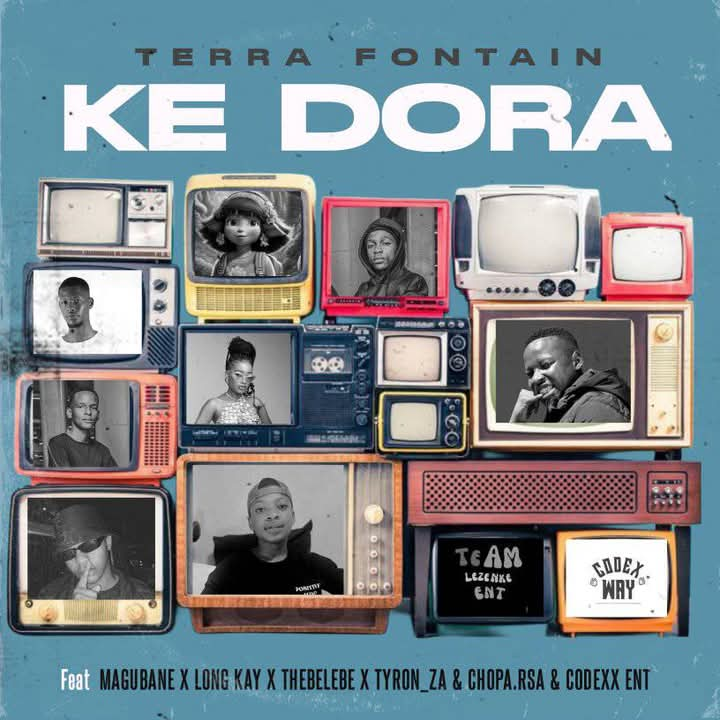 TERRA FONTAIN
KE DORA
TEAM
LEZENKE
ENT
CODEX
WAY
Feat MAGUBANE X LONG KAY X THEBELEBE X TYRON_ZA & CHOPA.RSA & CODEXX ENT